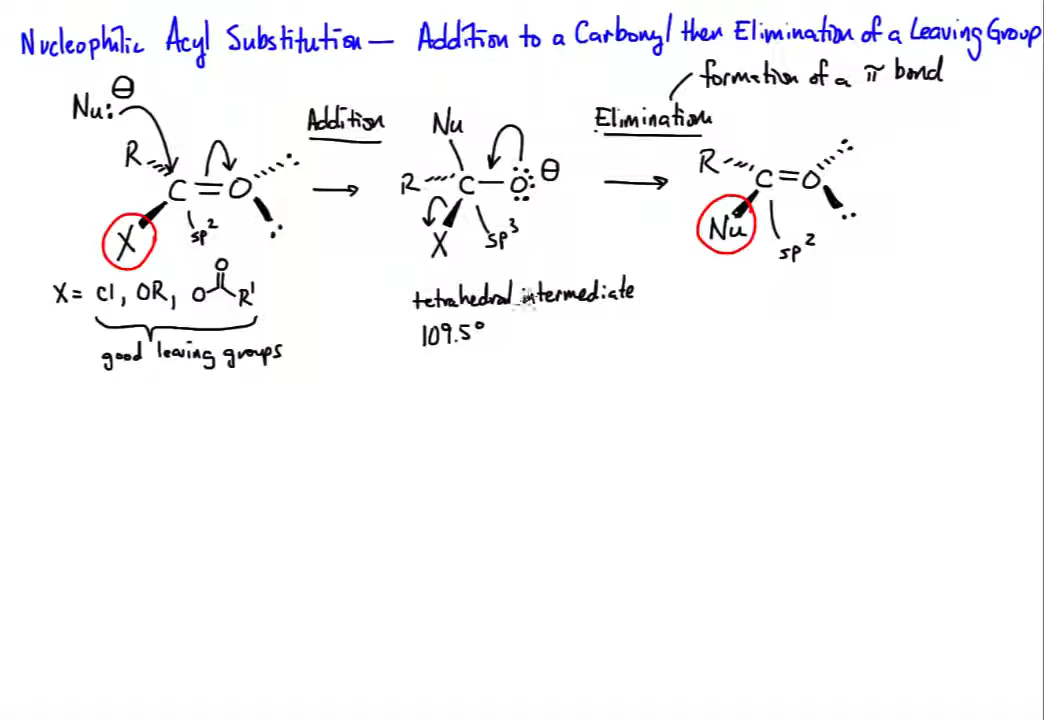 Nucleophilic Acyl Substitution — Addition to a Carbonyl then Elimination of a Leaving Group
formation of a π bond
Nu: ⊖
Addition
Nu
Elimination
R
C=O
X
sp²
R
C–O: ⊖
X
sp³
R
C=O
Nu
sp²
X = Cl, OR, O
O
R'
good leaving groups
tetrahedral intermediate
109.5°